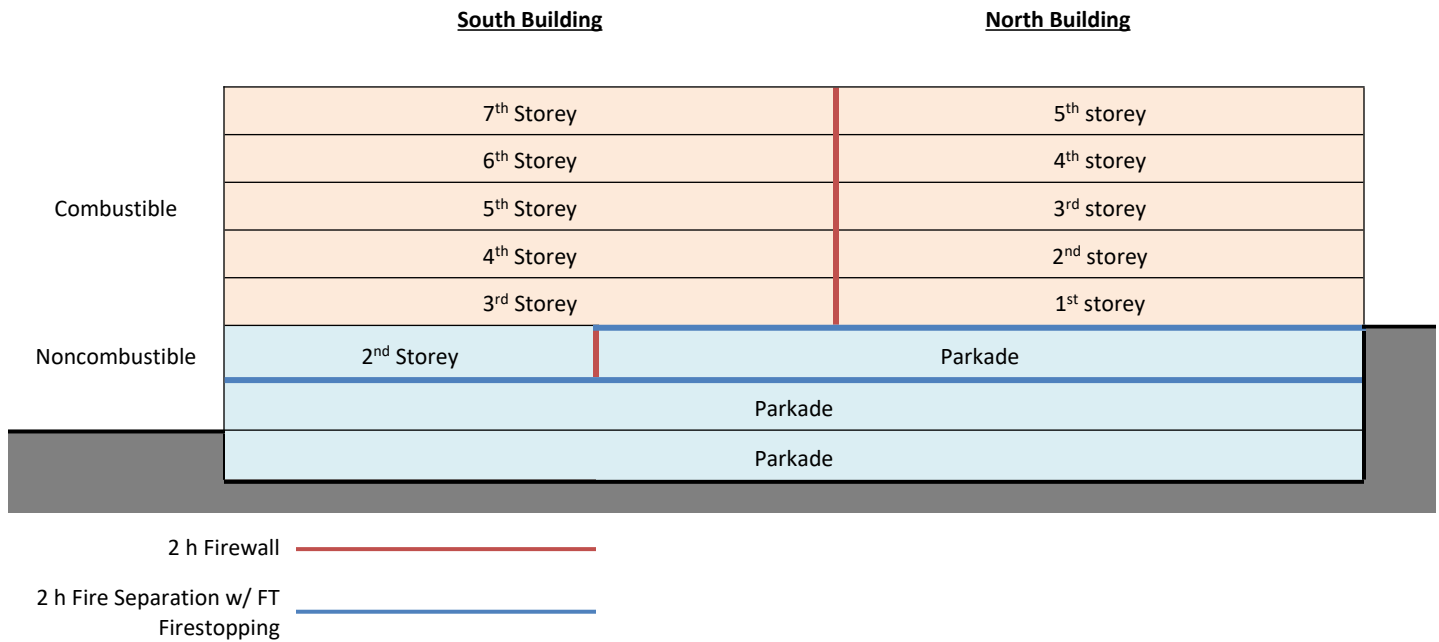 South Building North Building
7th Storey 5th storey
6th Storey 4th storey
Combustible 5th Storey 3rd storey
4th Storey 2nd storey
3rd Storey 1st storey
Noncombustible 2nd Storey Parkade
Parkade
Parkade
2 h Firewall
2 h Fire Separation w/ FT
Firestopping